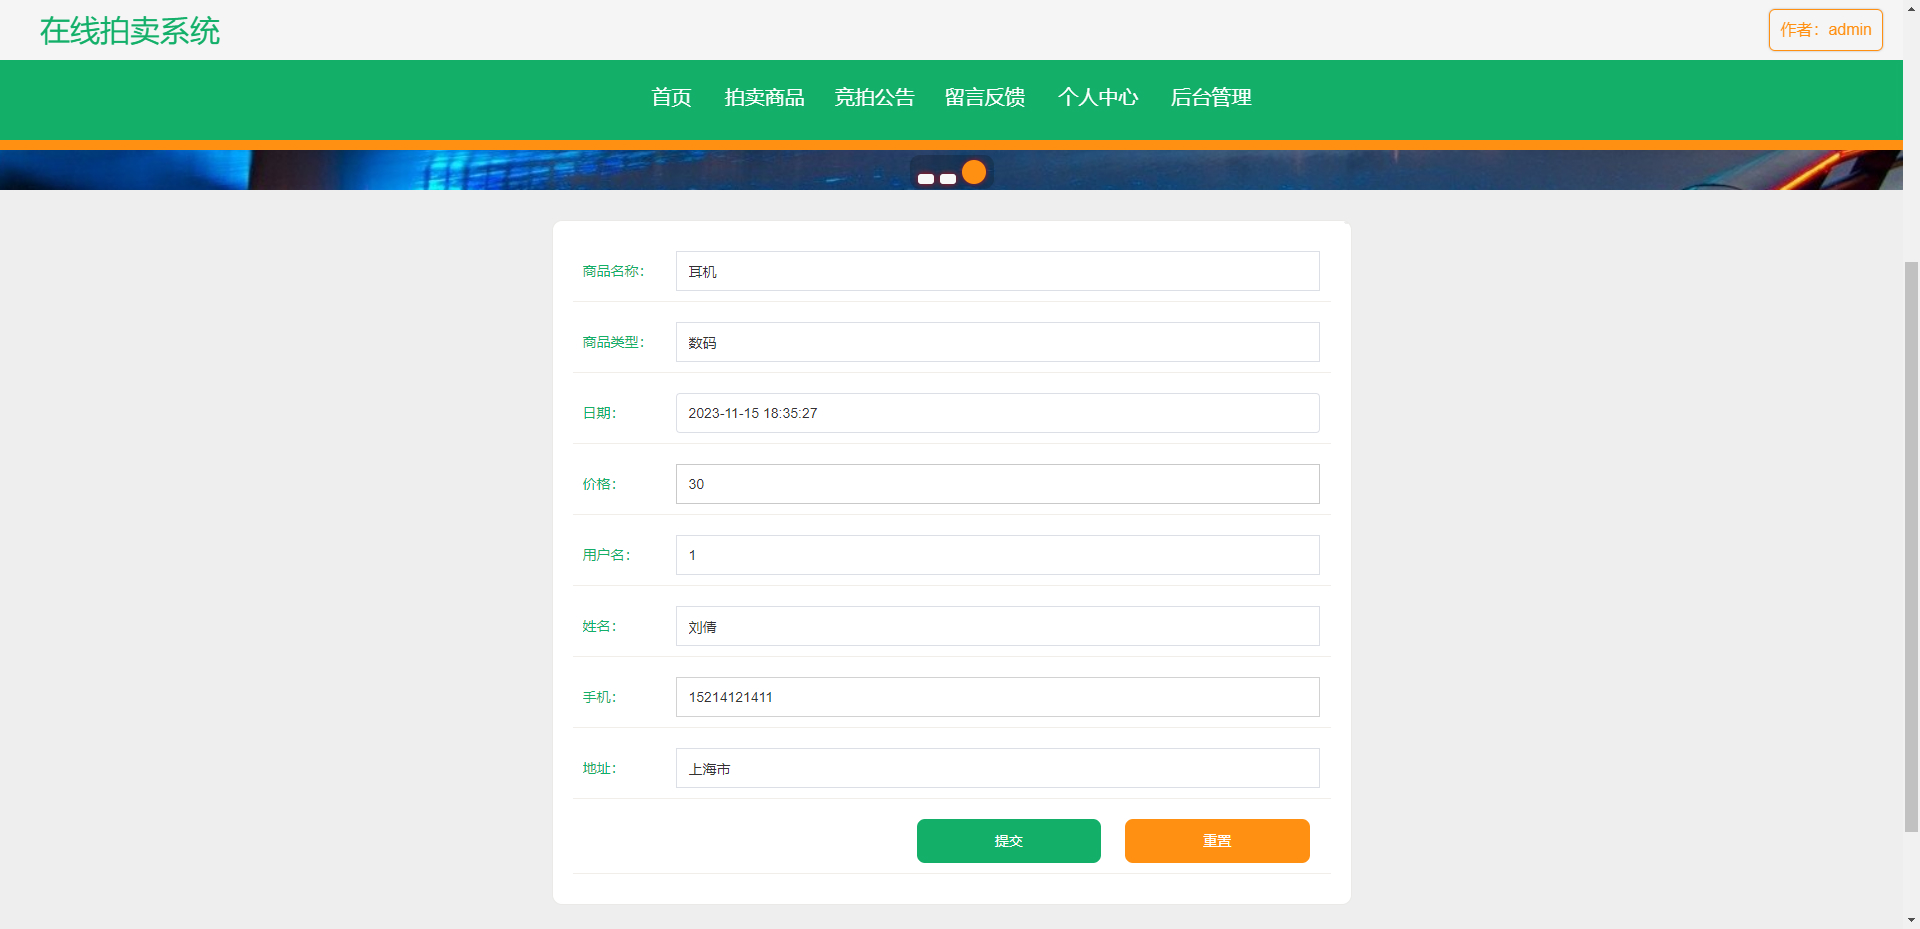 在线拍卖系统
作者：admin
首页 拍卖商品 竞拍公告 留言反馈 个人中心 后台管理
商品名称： 耳机
商品类型： 数码
日期： 2023-11-15 18:35:27
价格： 30
用户名： 1
姓名： 刘倩
手机： 15214121411
地址： 上海市
提交 重置